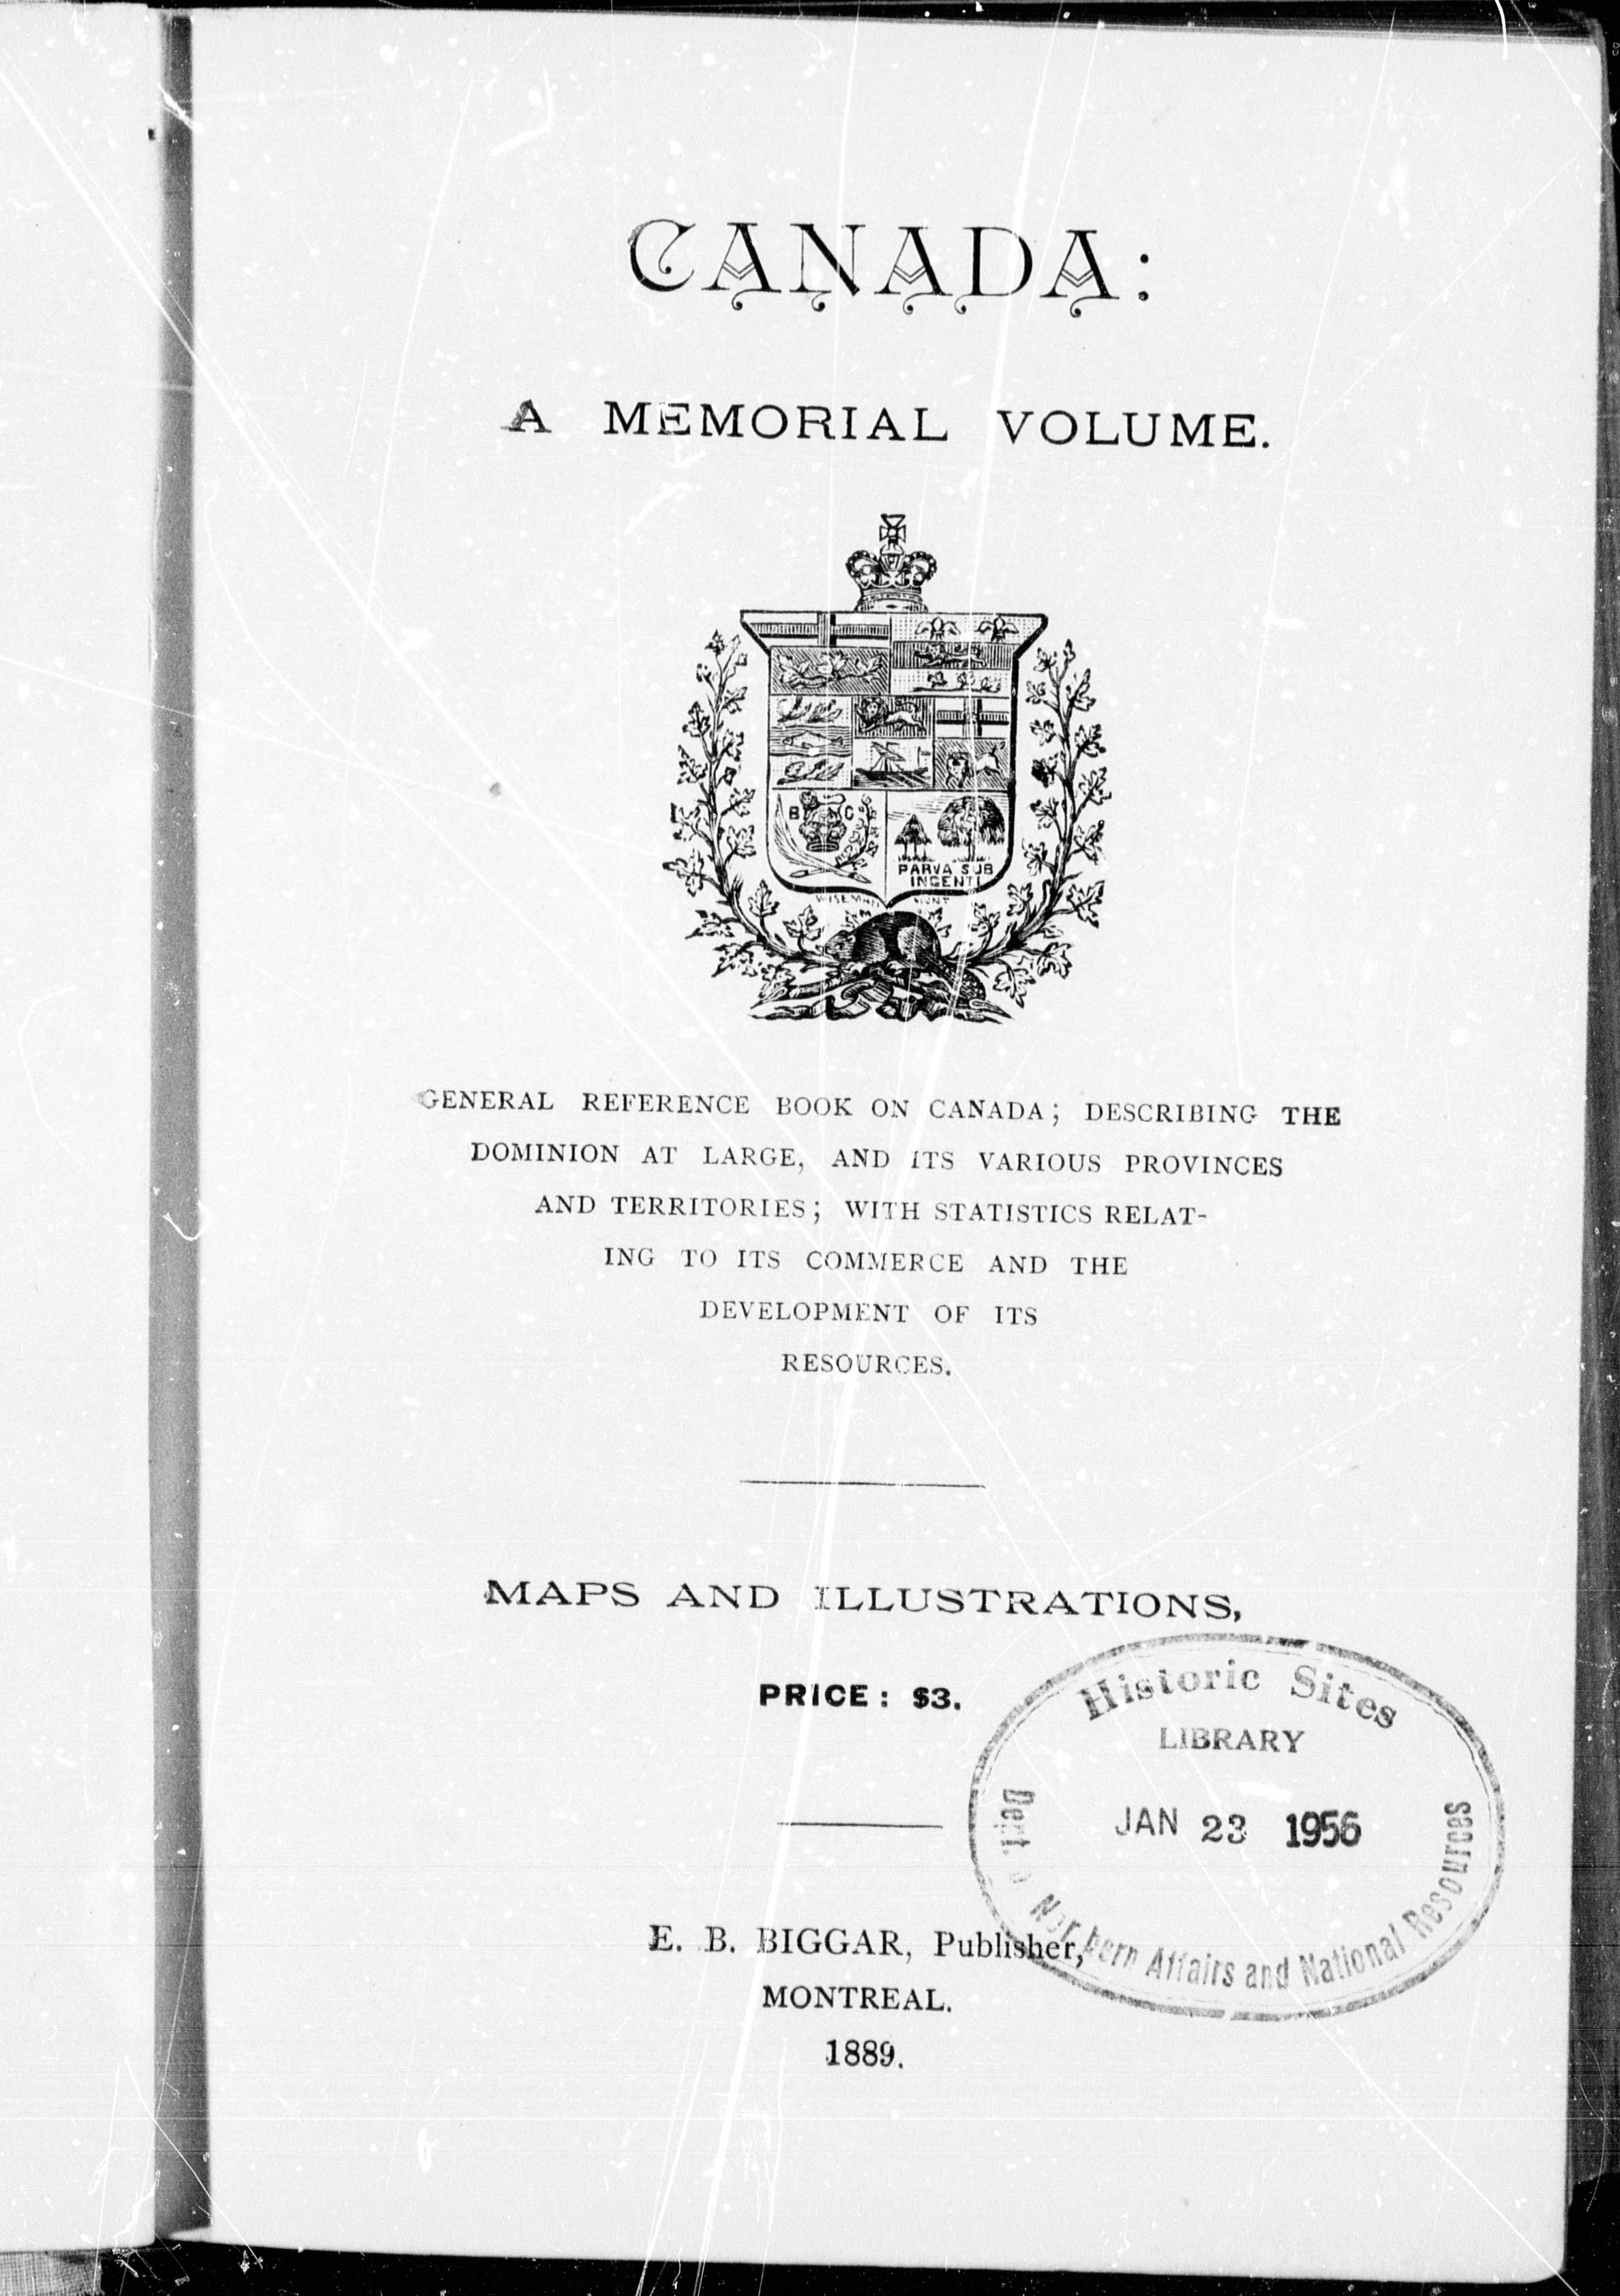 CANADA:
A MEMORIAL VOLUME.
B C
PARVA SUB
INGENTI
GENERAL REFERENCE BOOK ON CANADA; DESCRIBING THE
DOMINION AT LARGE, AND ITS VARIOUS PROVINCES
AND TERRITORIES; WITH STATISTICS RELAT-
ING TO ITS COMMERCE AND THE
DEVELOPMENT OF ITS
RESOURCES.
MAPS AND ILLUSTRATIONS,
PRICE: $3.
Historic Sites
LIBRARY
JAN 23 1956
Dept. Northern Affairs and National Resources
E. B. BIGGAR, Publisher,
MONTREAL.
1889.